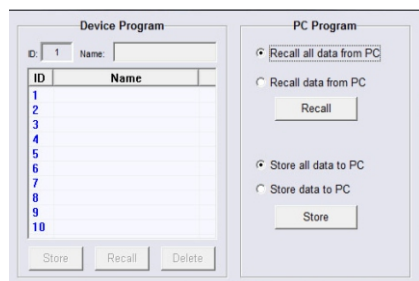 Device Program
ID: 1 Name:
ID Name
1
2
3
4
5
6
7
8
9
10
Store Recall Delete
PC Program
Recall all data from PC
Recall data from PC
Recall
Store all data to PC
Store data to PC
Store